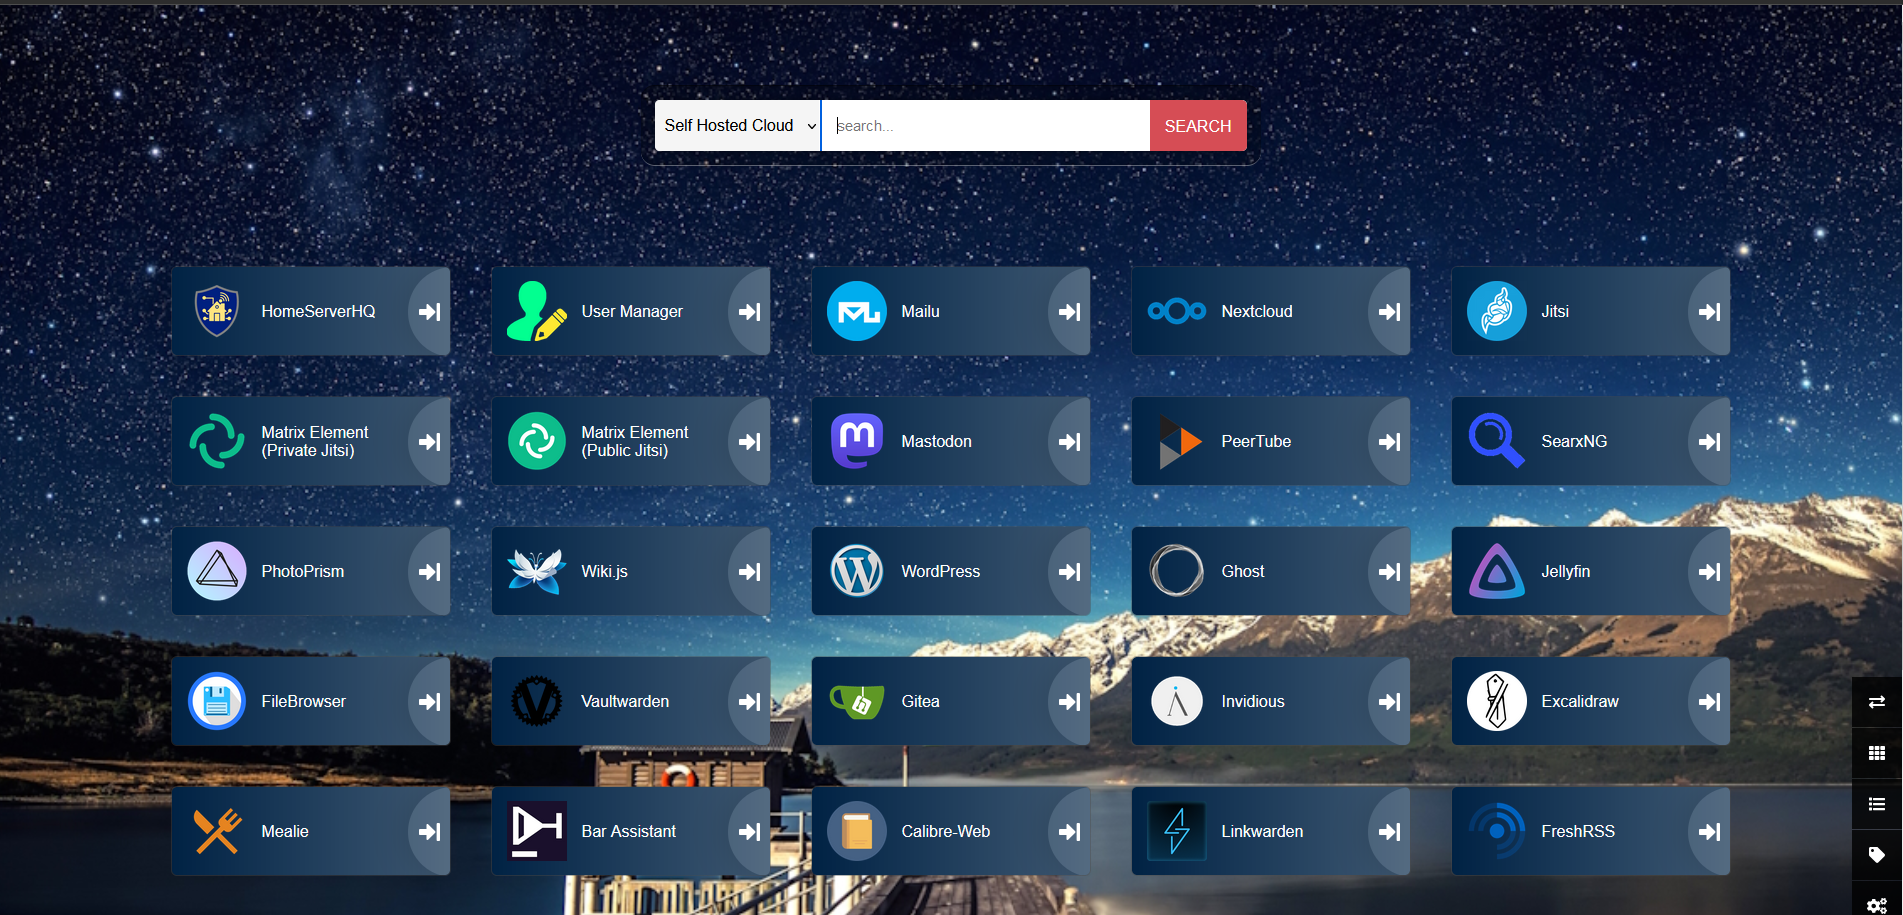 Self Hosted Cloud
search...
SEARCH
HomeServerHQ
User Manager
Mailu
Nextcloud
Jitsi
Matrix Element
(Private Jitsi)
Matrix Element
(Public Jitsi)
Mastodon
PeerTube
SearxNG
PhotoPrism
Wiki.js
WordPress
Ghost
Jellyfin
FileBrowser
Vaultwarden
Gitea
Invidious
Excalidraw
Mealie
Bar Assistant
Calibre-Web
Linkwarden
FreshRSS